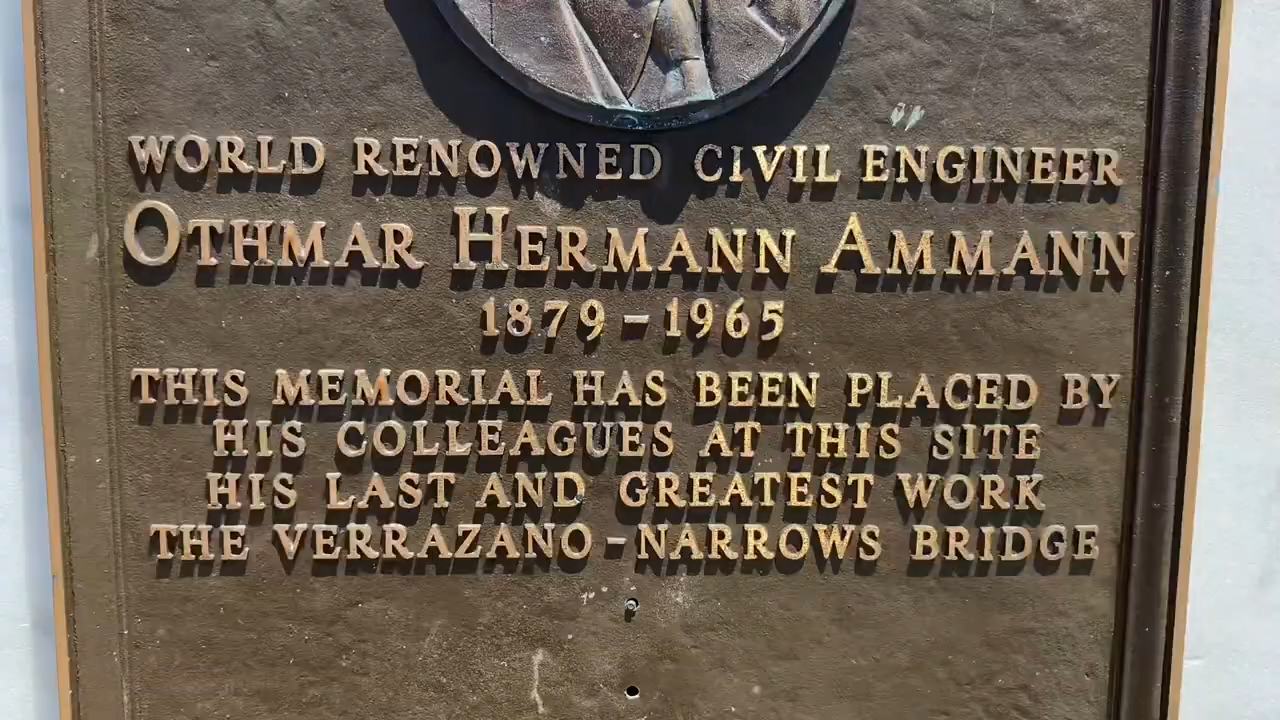 WORLD RENOWNED CIVIL ENGINEER
OTHMAR HERMANN AMMANN
1879-1965
THIS MEMORIAL HAS BEEN PLACED BY
HIS COLLEAGUES AT THIS SITE
HIS LAST AND GREATEST WORK
THE VERRAZANO-NARROWS BRIDGE